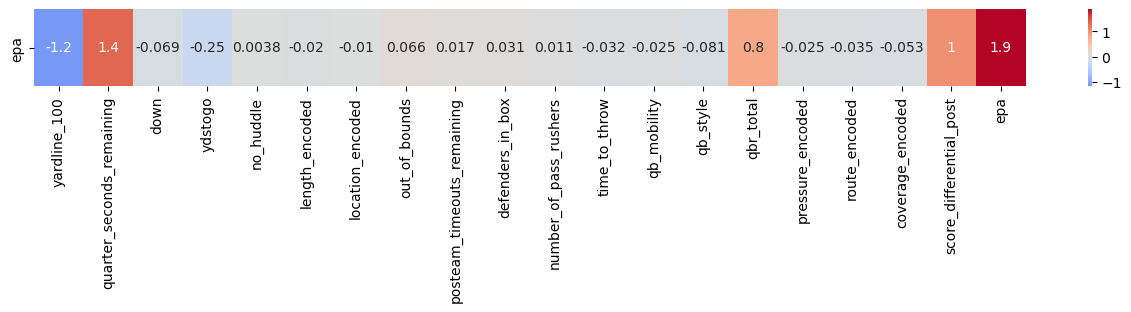 epa
-1.2 1.4 -0.069 -0.25 0.0038 -0.02 -0.01 0.066 0.017 0.031 0.011 -0.032 -0.025 -0.081 0.8 -0.025 -0.035 -0.053 1 1.9
yardline_100
quarter_seconds_remaining
down
ydstogo
no_huddle
length_encoded
location_encoded
out_of_bounds
posteam_timeouts_remaining
defenders_in_box
number_of_pass_rushers
time_to_throw
qb_mobility
qb_style
qbr_total
pressure_encoded
route_encoded
coverage_encoded
score_differential_post
epa
1
0
−1